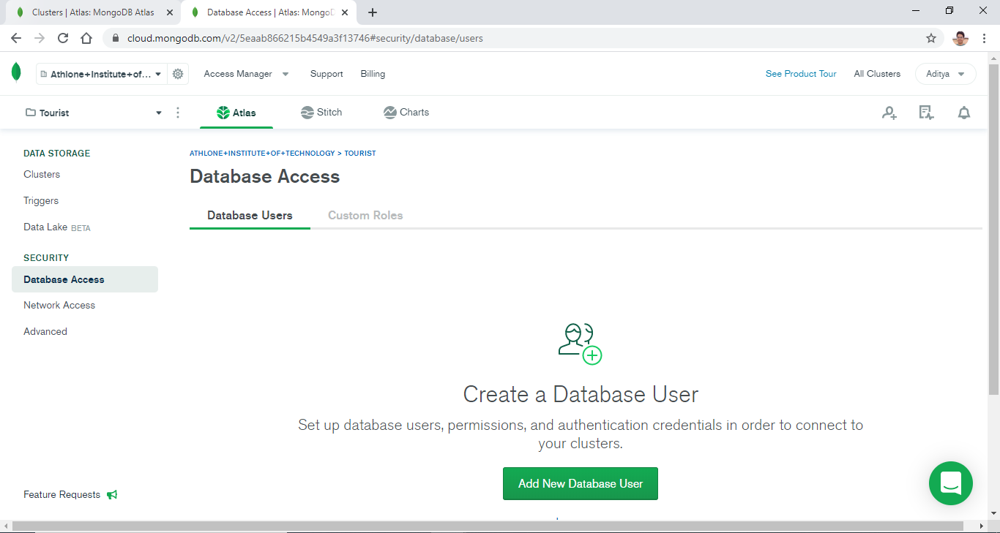 Clusters | Atlas: MongoDB Atlas
Database Access | Atlas: MongoD
cloud.mongodb.com/v2/5eaab866215b4549a3f13746#security/database/users
Athlone+Institute+of... Access Manager Support Billing See Product Tour All Clusters Aditya
Tourist Atlas Stitch Charts
DATA STORAGE
Clusters
Triggers
Data Lake BETA
SECURITY
Database Access
Network Access
Advanced
Feature Requests
ATHLONE+INSTITUTE+OF+TECHNOLOGY > TOURIST
Database Access
Database Users Custom Roles
Create a Database User
Set up database users, permissions, and authentication credentials in order to connect to
your clusters.
Add New Database User